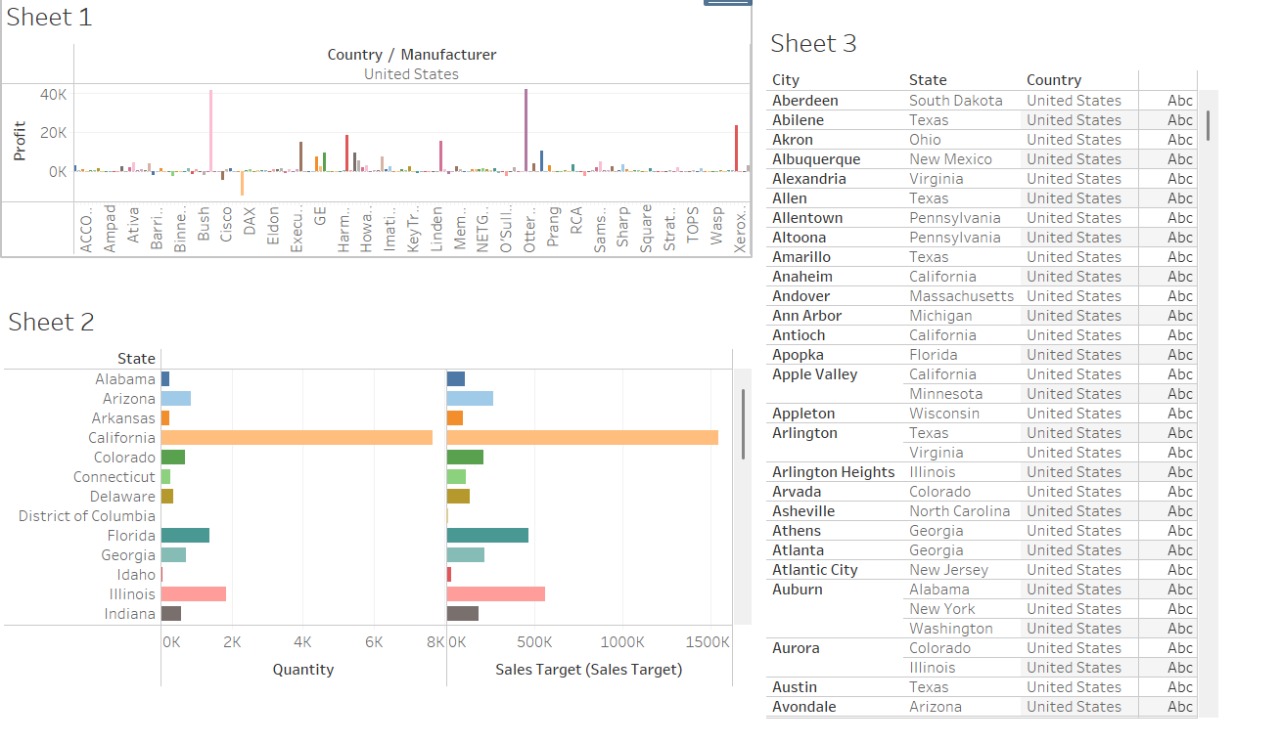 Sheet 1
Country / Manufacturer
United States
Profit
40K
20K
0K
ACCO..
Ampad
Ativa
Barri..
Binne..
Bush
Cisco
DAX
Eldon
Execu..
GE
Harm..
Howa..
Imati..
KeyTr..
Linden
Mem..
NETG..
O'Sull..
Otter..
Prang
RCA
Sams..
Sharp
Square
Strat..
TOPS
Wasp
Xerox..
Sheet 2
State
Alabama
Arizona
Arkansas
California
Colorado
Connecticut
Delaware
District of Columbia
Florida
Georgia
Idaho
Illinois
Indiana
0K 2K 4K 6K 8K 0K 500K 1000K 1500K
Quantity Sales Target (Sales Target)
Sheet 3
City State Country
Aberdeen South Dakota United States Abc
Abilene Texas United States Abc
Akron Ohio United States Abc
Albuquerque New Mexico United States Abc
Alexandria Virginia United States Abc
Allen Texas United States Abc
Allentown Pennsylvania United States Abc
Altoona Pennsylvania United States Abc
Amarillo Texas United States Abc
Anaheim California United States Abc
Andover Massachusetts United States Abc
Ann Arbor Michigan United States Abc
Antioch California United States Abc
Apopka Florida United States Abc
Apple Valley California United States Abc
Minnesota United States Abc
Appleton Wisconsin United States Abc
Arlington Texas United States Abc
Virginia United States Abc
Arlington Heights Illinois United States Abc
Arvada Colorado United States Abc
Asheville North Carolina United States Abc
Athens Georgia United States Abc
Atlanta Georgia United States Abc
Atlantic City New Jersey United States Abc
Auburn Alabama United States Abc
New York United States Abc
Washington United States Abc
Aurora Colorado United States Abc
Illinois United States Abc
Austin Texas United States Abc
Avondale Arizona United States Abc